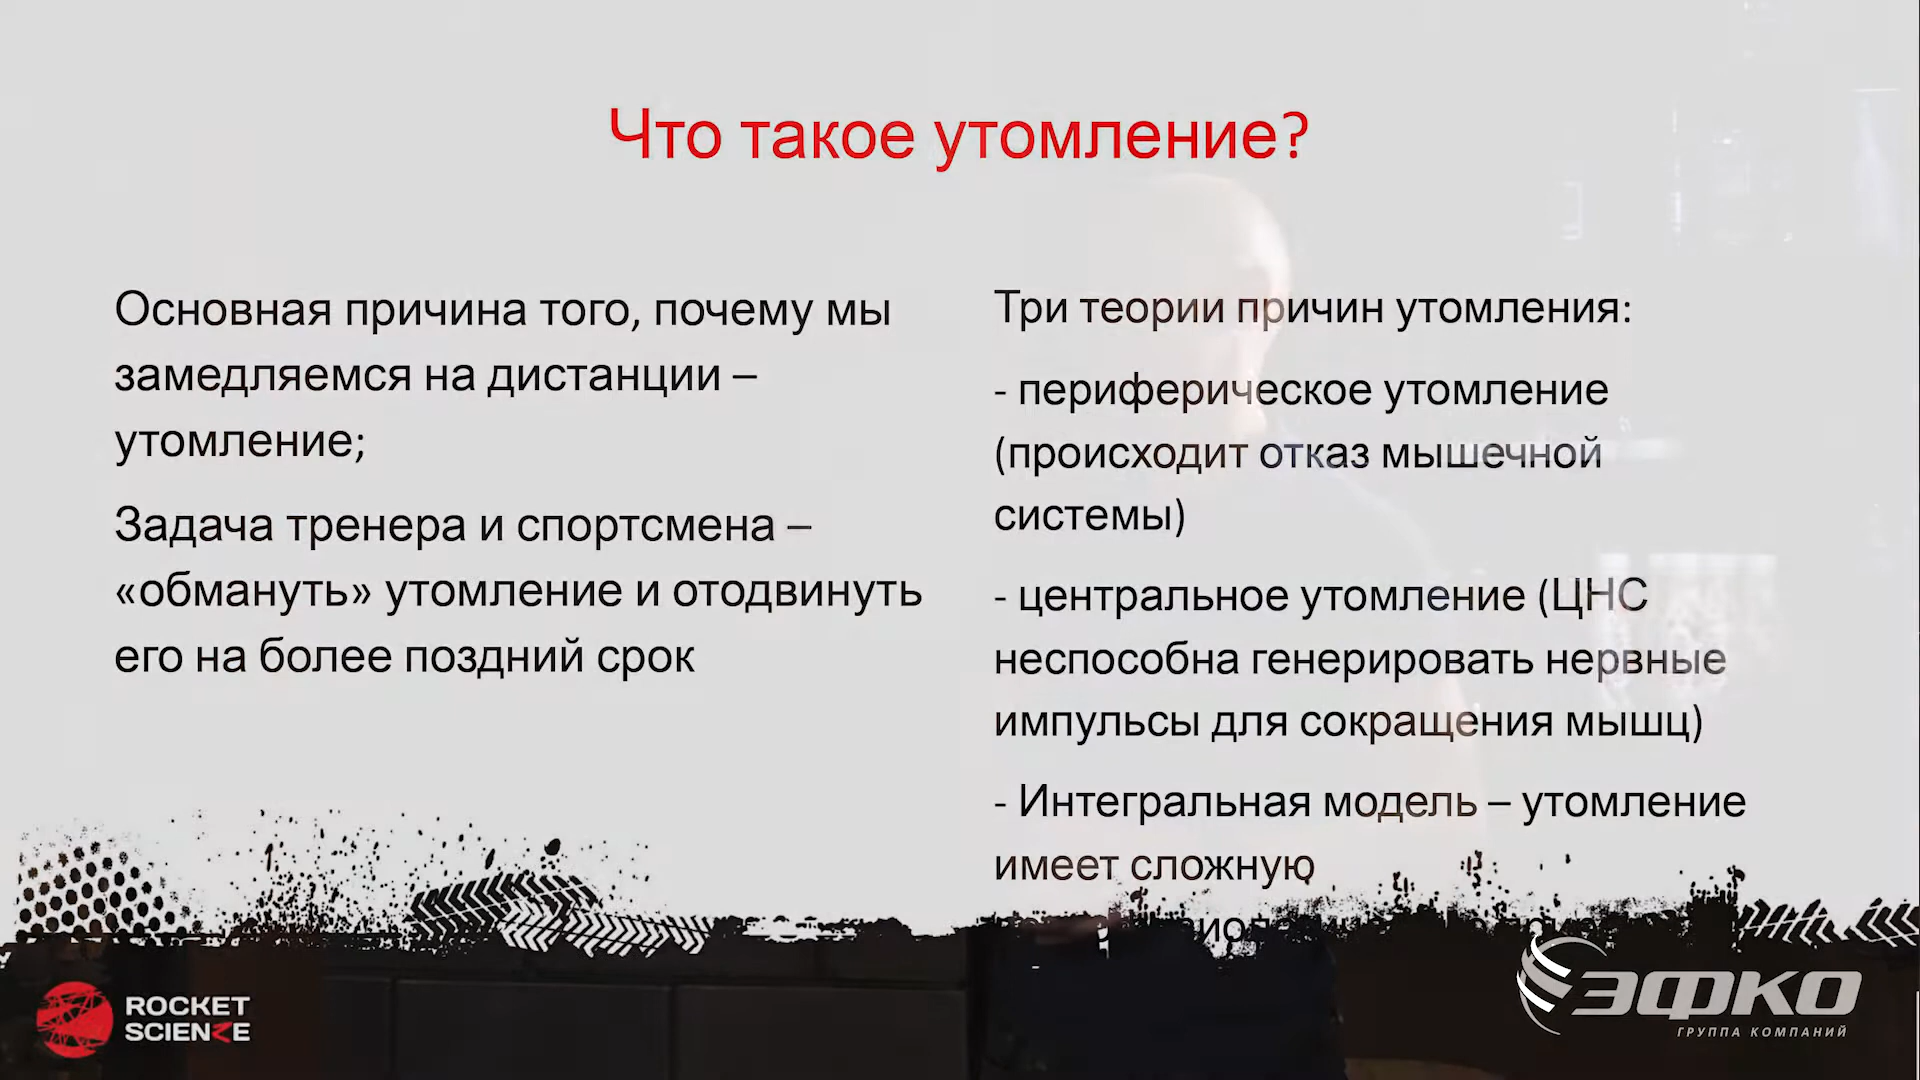 Что такое утомление?
Основная причина того, почему мы
замедляемся на дистанции –
утомление;
Задача тренера и спортсмена –
«обмануть» утомление и отодвинуть
его на более поздний срок
Три теории причин утомления:
- периферическое утомление
(происходит отказ мышечной
системы)
- центральное утомление (ЦНС
неспособна генерировать нервные
импульсы для сокращения мышц)
- Интегральная модель – утомление
имеет сложную
ROCKET
SCIENCE
ЭФКО
ГРУППА КОМПАНИЙ